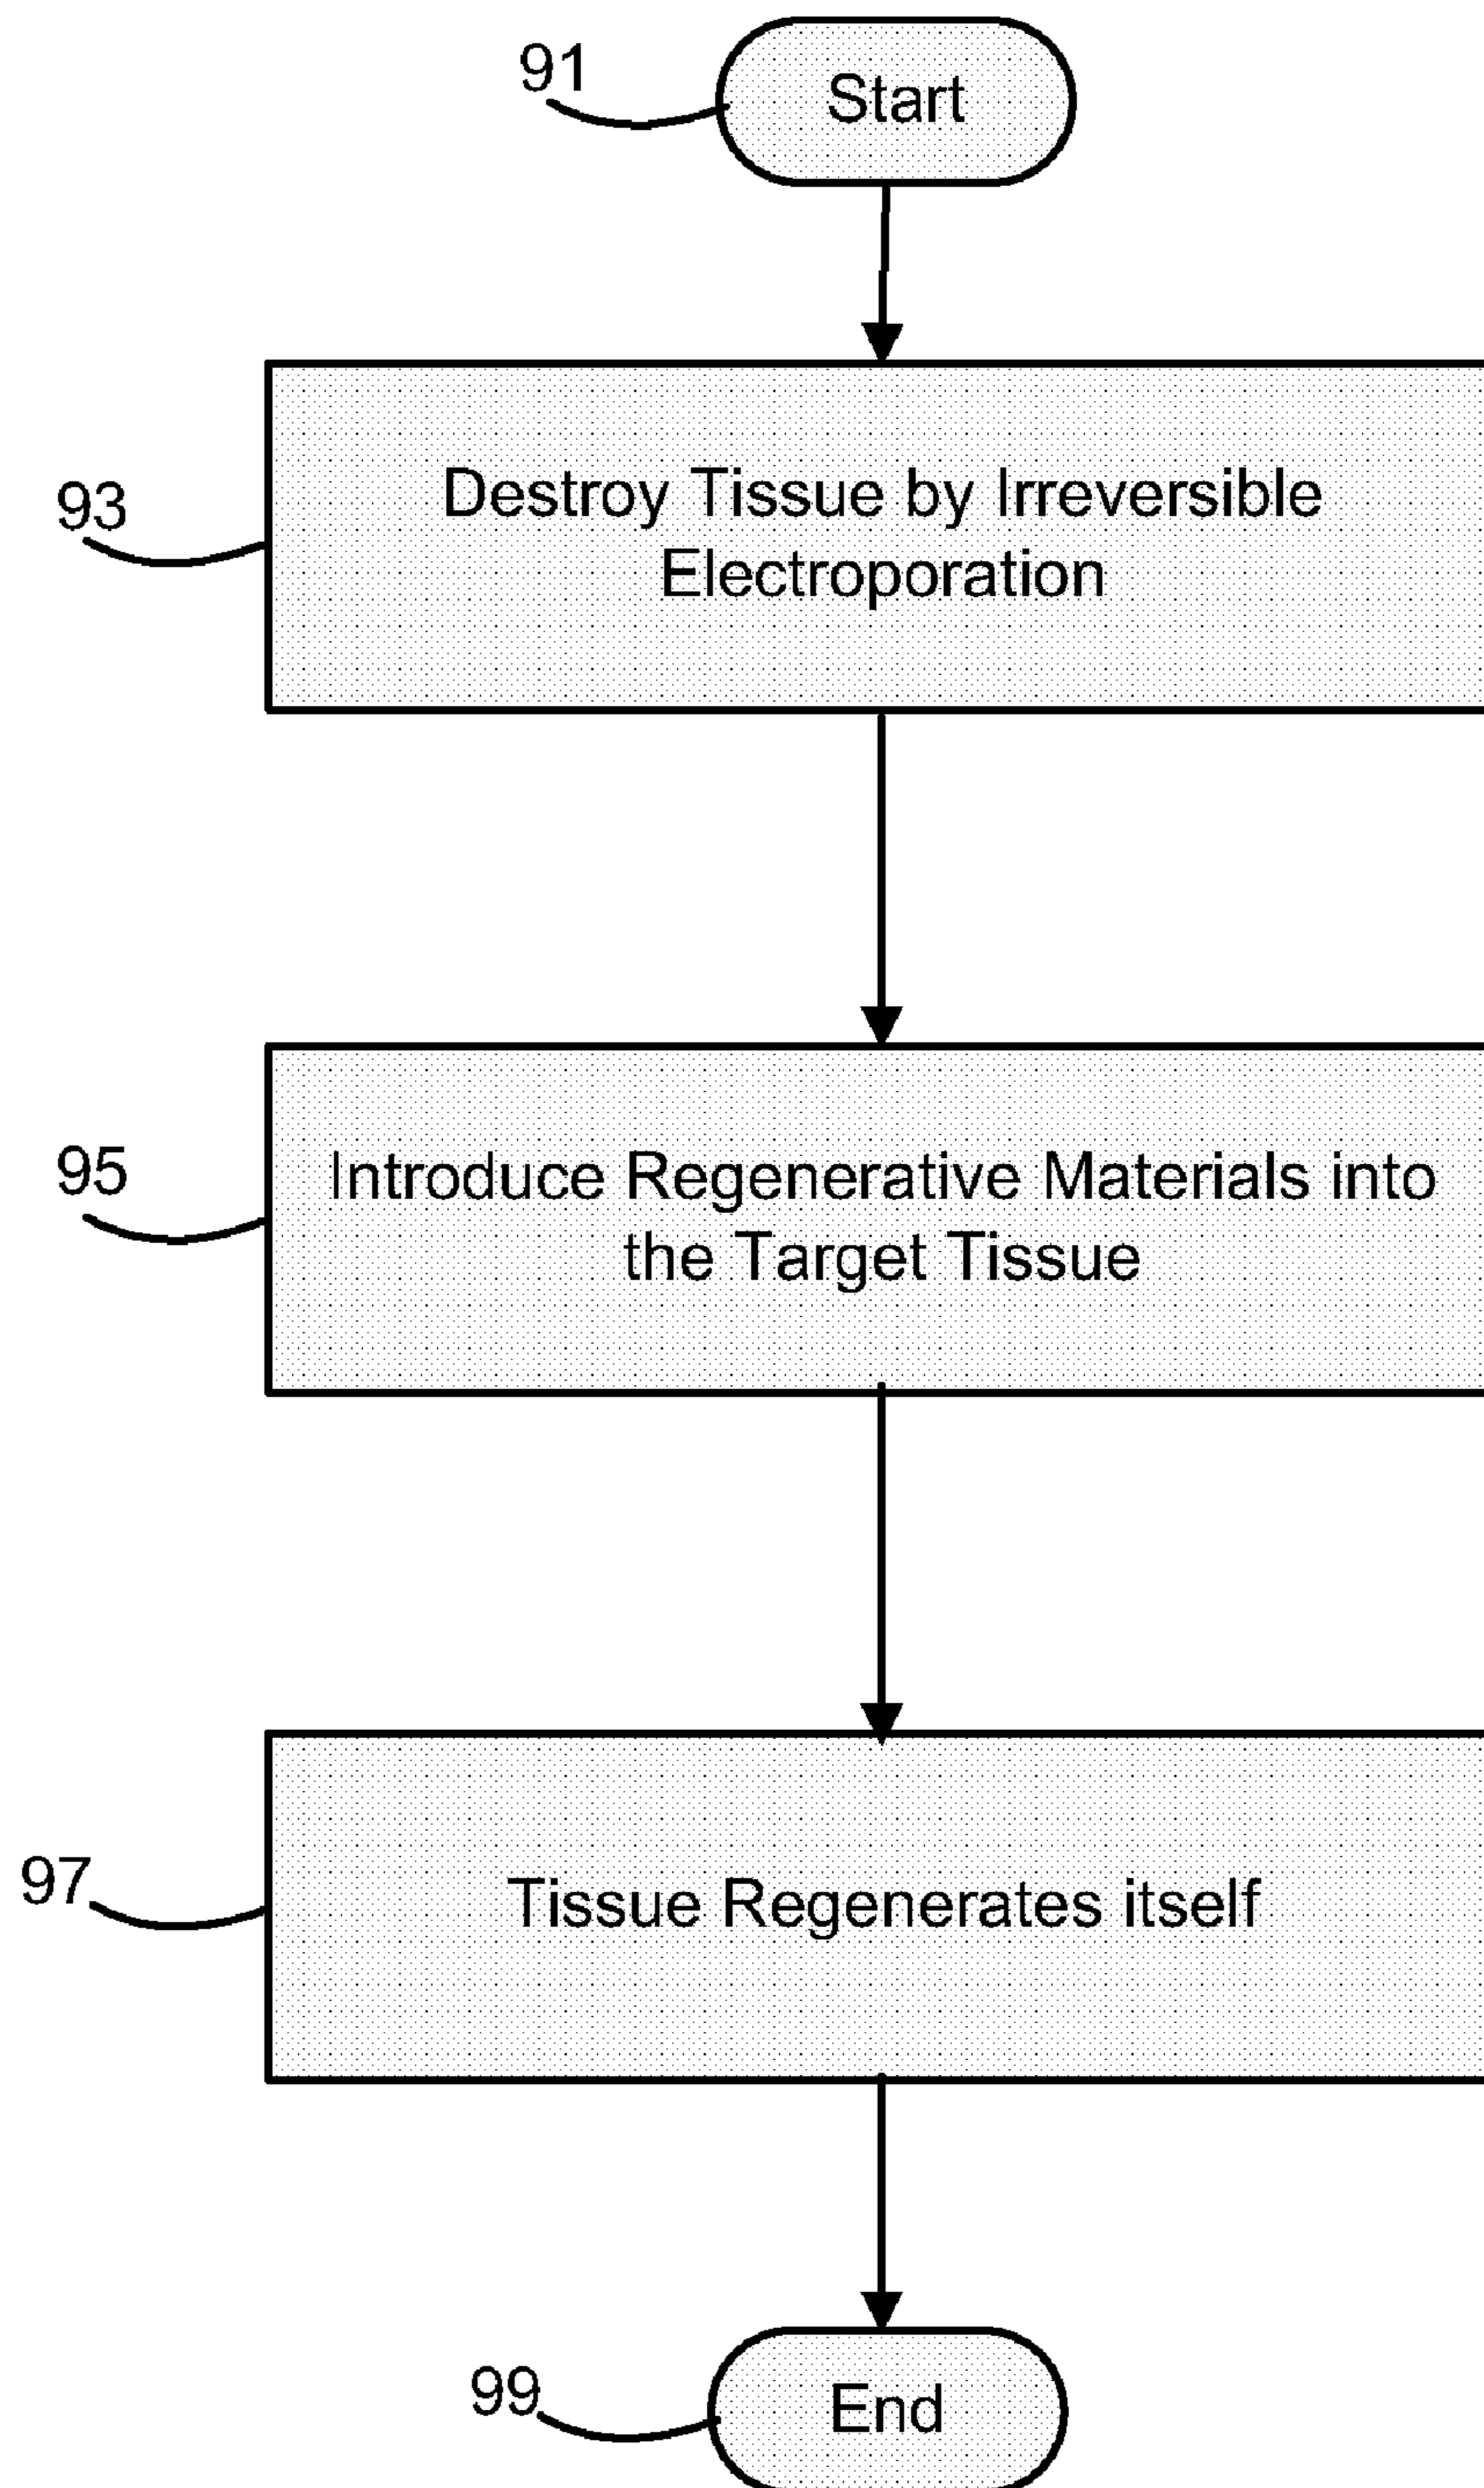 91
Start
93
Destroy Tissue by Irreversible
Electroporation
95
Introduce Regenerative Materials into
the Target Tissue
97
Tissue Regenerates itself
99
End